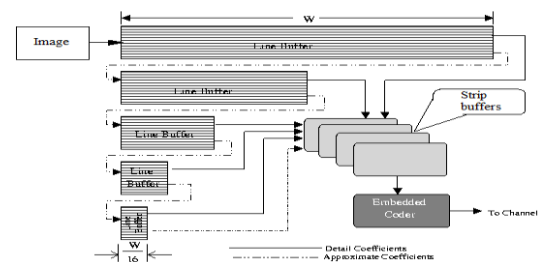 W
Image
Line Buffer
Line Buffer
Strip
buffers
Line Buffer
Line
Buffer
Embedded
Coder
To Channel
W
16
Detail Coefficients
Approximate Coefficients